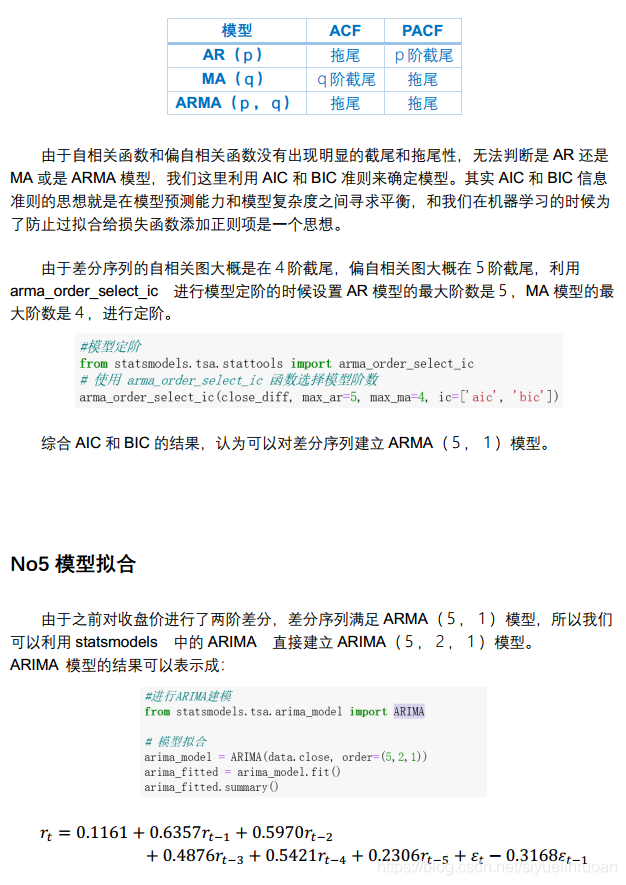 模型 ACF PACF
AR（p） 拖尾 p阶截尾
MA（q） q阶截尾 拖尾
ARMA（p，q） 拖尾 拖尾
由于自相关函数和偏自相关函数没有出现明显的截尾和拖尾性，无法判断是 AR 还是
MA 或是 ARMA 模型，我们这里利用 AIC 和 BIC 准则来确定模型。其实 AIC 和 BIC 信息
准则的思想就是在模型预测能力和模型复杂度之间寻求平衡，和我们在机器学习的时候为
了防止过拟合给损失函数添加正则项是一个思想。
由于差分序列的自相关图大概是在 4 阶截尾，偏自相关图大概在 5 阶截尾，利用
arma_order_select_ic 进行模型定阶的时候设置 AR 模型的最大阶数是 5，MA 模型的最
大阶数是 4，进行定阶。
#模型定阶
from statsmodels.tsa.stattools import arma_order_select_ic
# 使用 arma_order_select_ic 函数选择模型阶数
arma_order_select_ic(close_diff, max_ar=5, max_ma=4, ic=['aic', 'bic'])
综合 AIC 和 BIC 的结果，认为可以对差分序列建立 ARMA（5，1）模型。
No5 模型拟合
由于之前对收盘价进行了两阶差分，差分序列满足 ARMA（5，1）模型，所以我们
可以利用 statsmodels 中的 ARIMA 直接建立 ARIMA（5，2，1）模型。
ARIMA 模型的结果可以表示成：
#进行ARIMA建模
from statsmodels.tsa.arima_model import ARIMA
# 模型拟合
arima_model = ARIMA(data.close, order=(5,2,1))
arima_fitted = arima_model.fit()
arima_fitted.summary()
r_t = 0.1161 + 0.6357r_{t−1} + 0.5970r_{t−2}
+ 0.4876r_{t−3} + 0.5421r_{t−4} + 0.2306r_{t−5} + ε_t − 0.3168ε_{t−1}